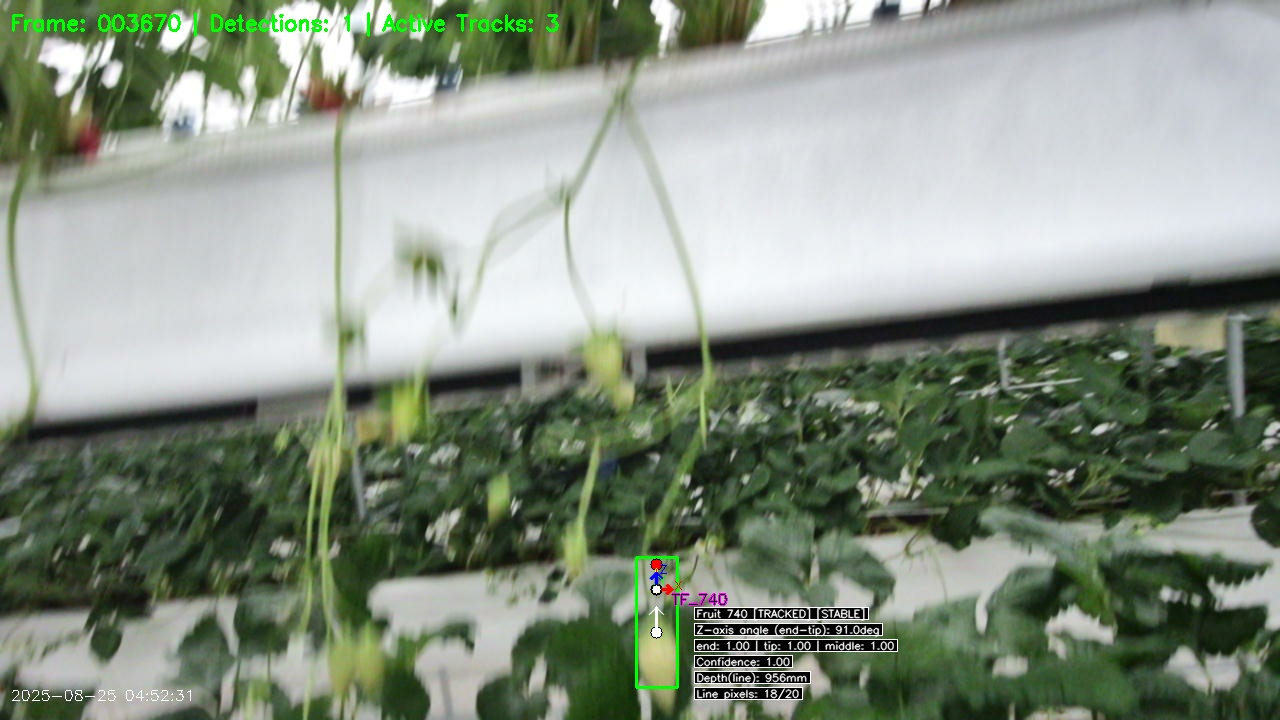 Frame: 003670 | Detections: 1 | Active Tracks: 3
Z
X
TF_740
Fruit 740 [TRACKED] [STABLE]
Z-axis angle (end-tip): 91.0deg
end: 1.00 | tip: 1.00 | middle: 1.00
Confidence: 1.00
Depth(line): 956mm
Line pixels: 18/20
2025-08-25 04:52:31